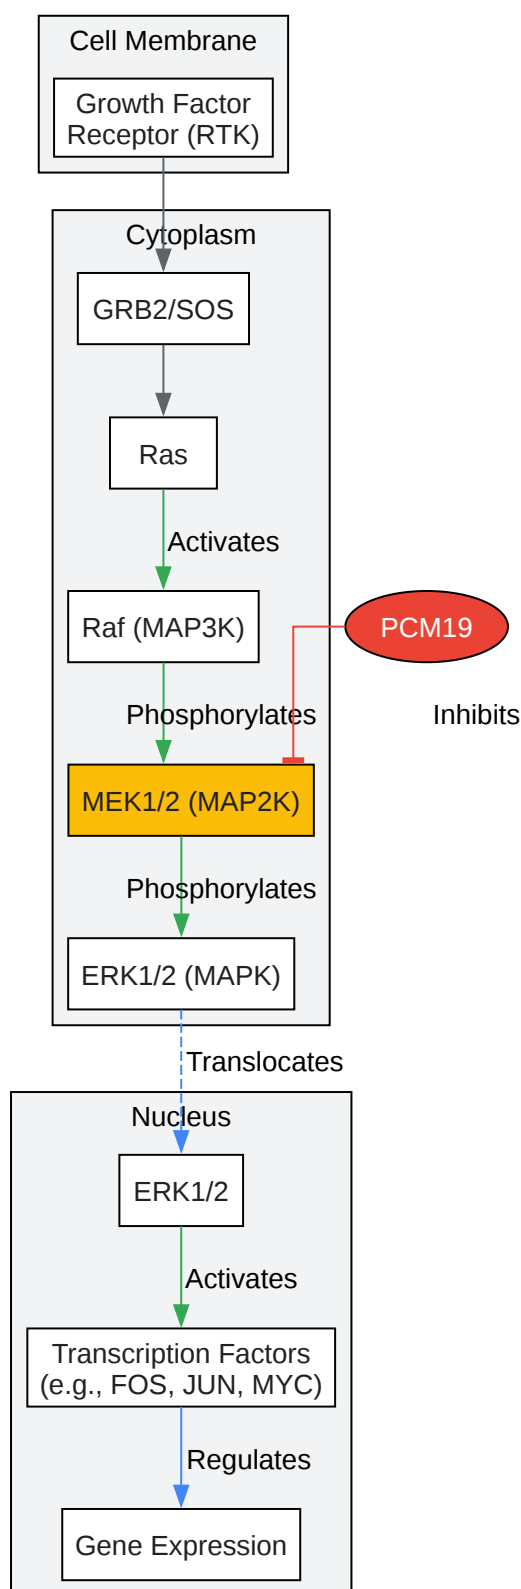 Cell Membrane
Growth Factor
Receptor (RTK)
Cytoplasm
GRB2/SOS
Ras
Activates
Raf (MAP3K)
PCM19
Phosphorylates
Inhibits
MEK1/2 (MAP2K)
Phosphorylates
ERK1/2 (MAPK)
Translocates
Nucleus
ERK1/2
Activates
Transcription Factors
(e.g., FOS, JUN, MYC)
Regulates
Gene Expression